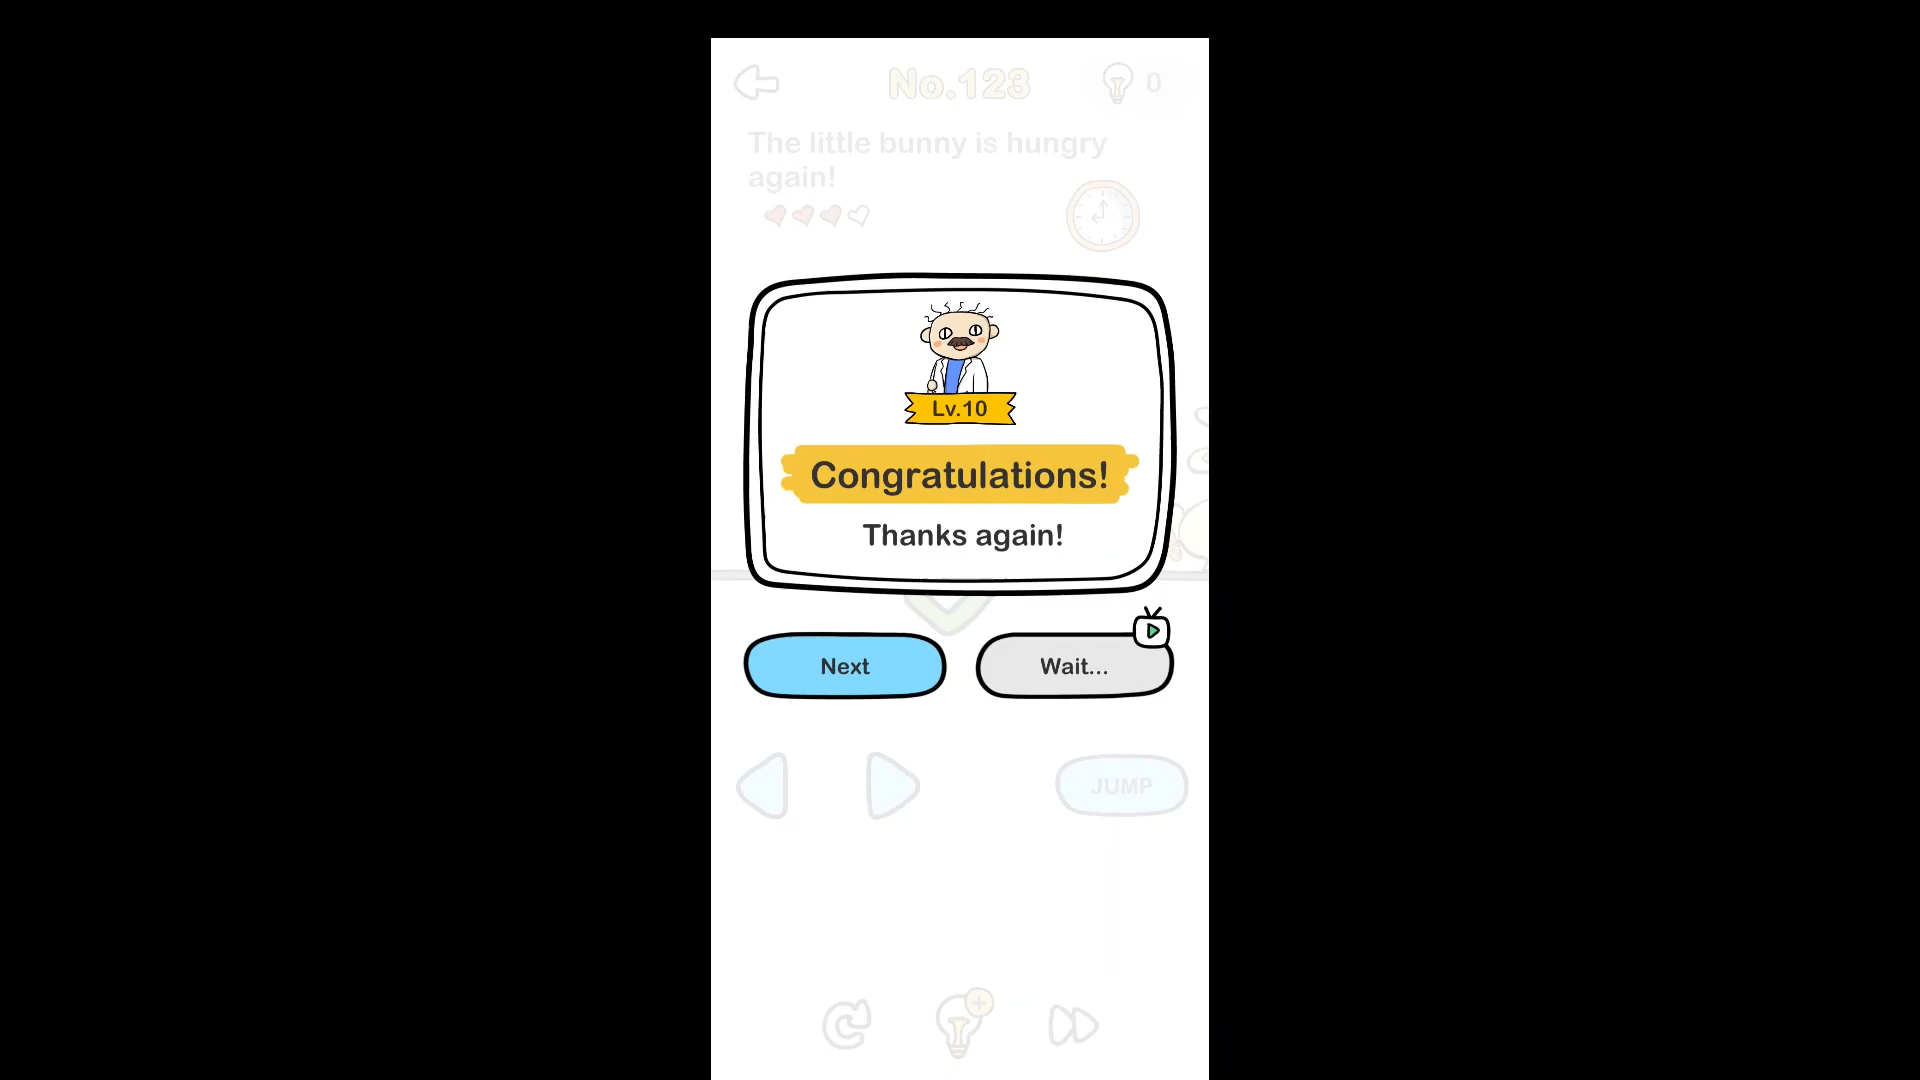 No.123
0
The little bunny is hungry
again!
Lv.10
Congratulations!
Thanks again!
Next
Wait...
JUMP